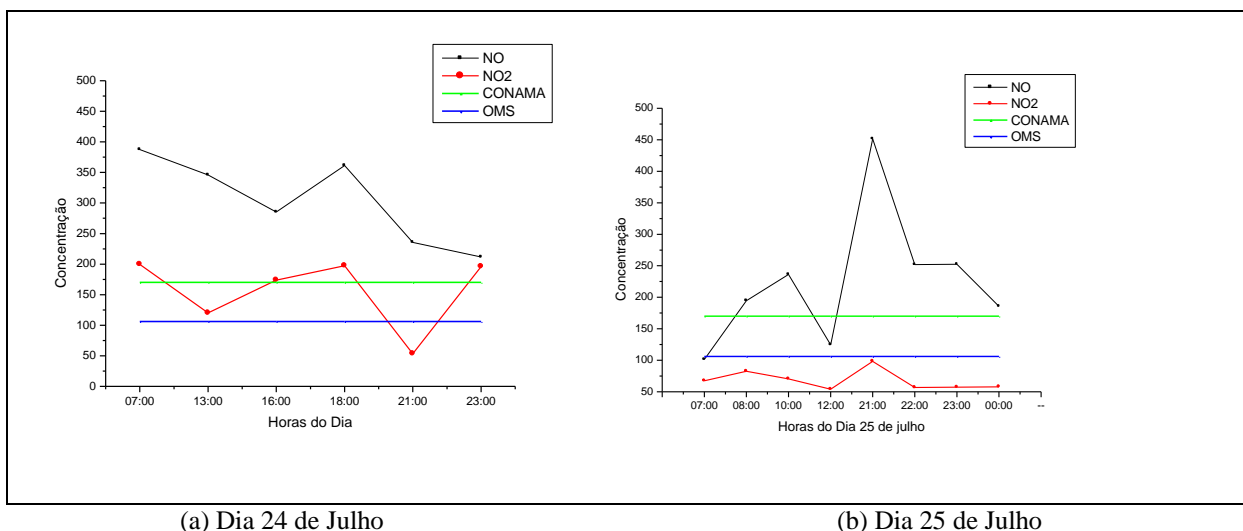 NO
NO2
CONAMA
OMS
500
450
400
350
300
250
200
150
100
50
0
Concentração
07:00 13:00 16:00 18:00 21:00 23:00
Horas do Dia
NO
NO2
CONAMA
OMS
500
450
400
350
300
250
200
150
100
50
Concentração
07:00 08:00 10:00 12:00 21:00 22:00 23:00 00:00 --
Horas do Dia 25 de julho
(a) Dia 24 de Julho
(b) Dia 25 de Julho